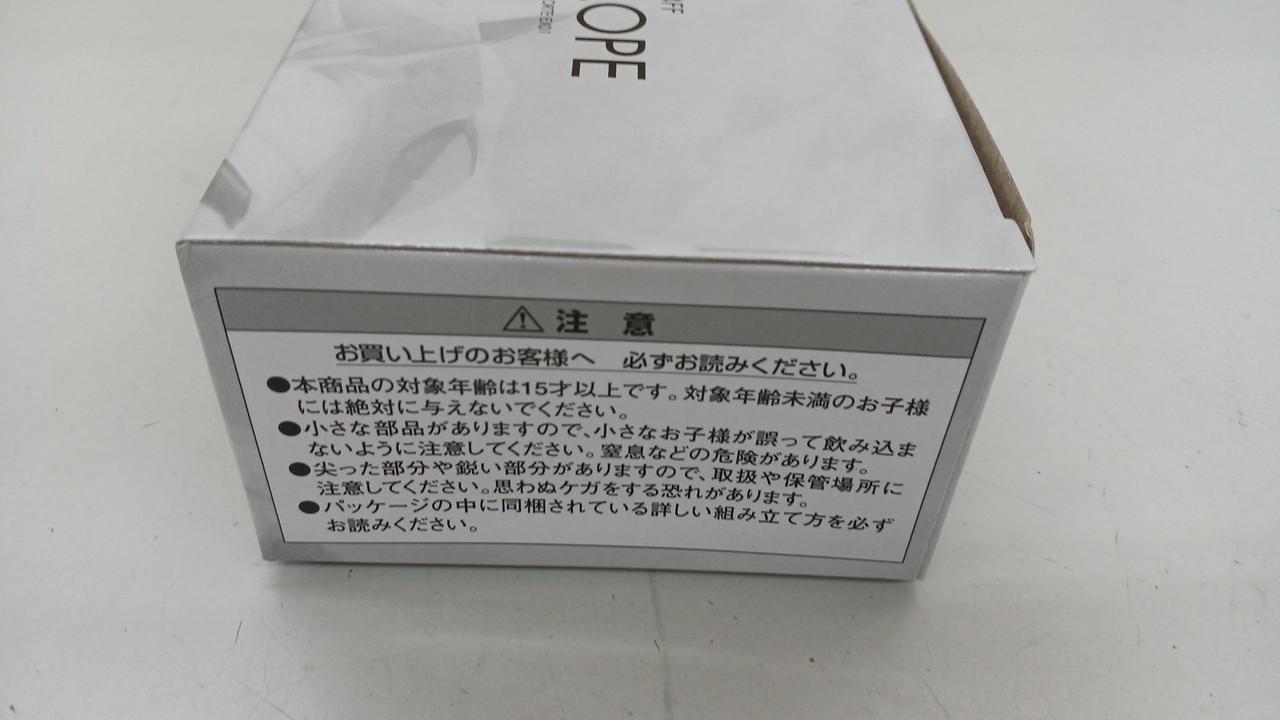 OPE
⚠注 意
お買い上げのお客様へ 必ずお読みください。
●本商品の対象年齢は15才以上です。対象年齢未満のお子様
には絶対に与えないでください。
●小さな部品がありますので、小さなお子様が誤って飲み込ま
ないように注意してください。窒息などの危険があります。
●尖った部分や鋭い部分がありますので、取扱や保管場所に
注意してください。思わぬケガをする恐れがあります。
●パッケージの中に同梱されている詳しい組み立て方を必ず
お読みください。